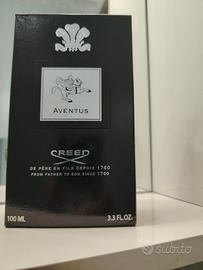 AVENTUS
CREED
DE PÈRE EN FILS DEPUIS 1760
FROM FATHER TO SON SINCE 1760
100 ML 3.3 FL.OZ.
subito